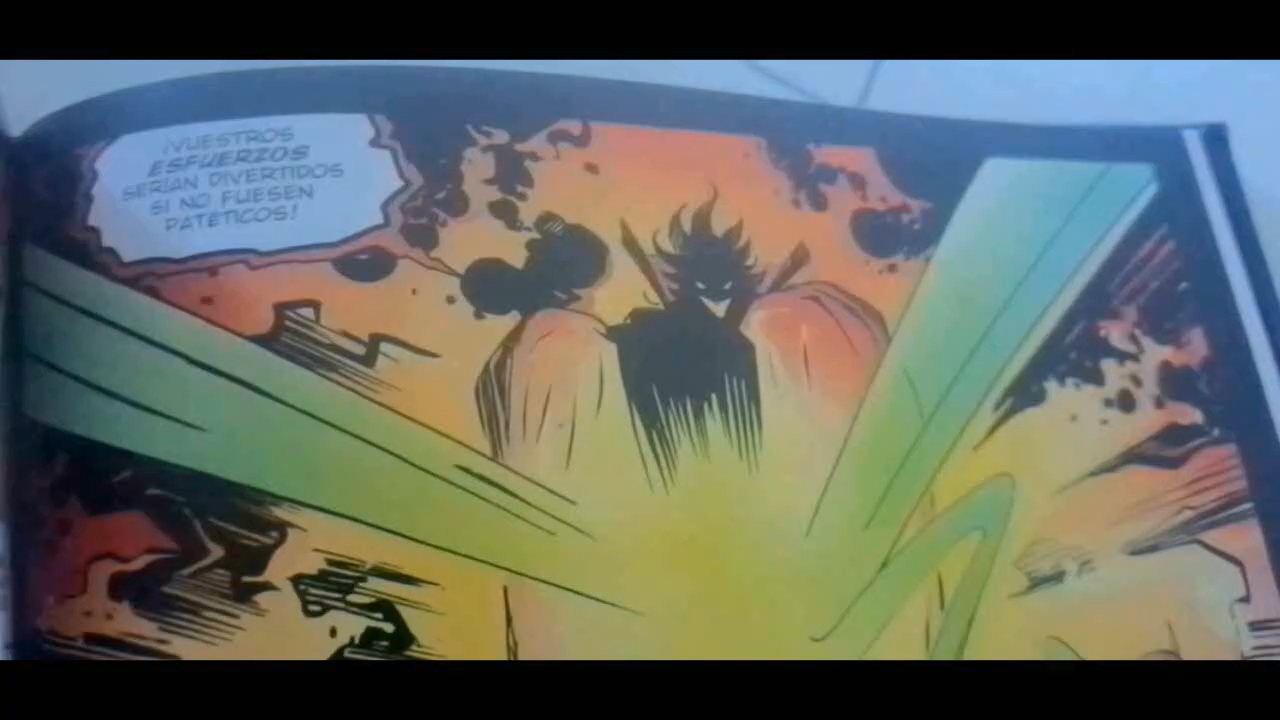 ¡VUESTROS
ESFUERZOS
SERÍAN DIVERTIDOS
SI NO FUESEN
PATÉTICOS!